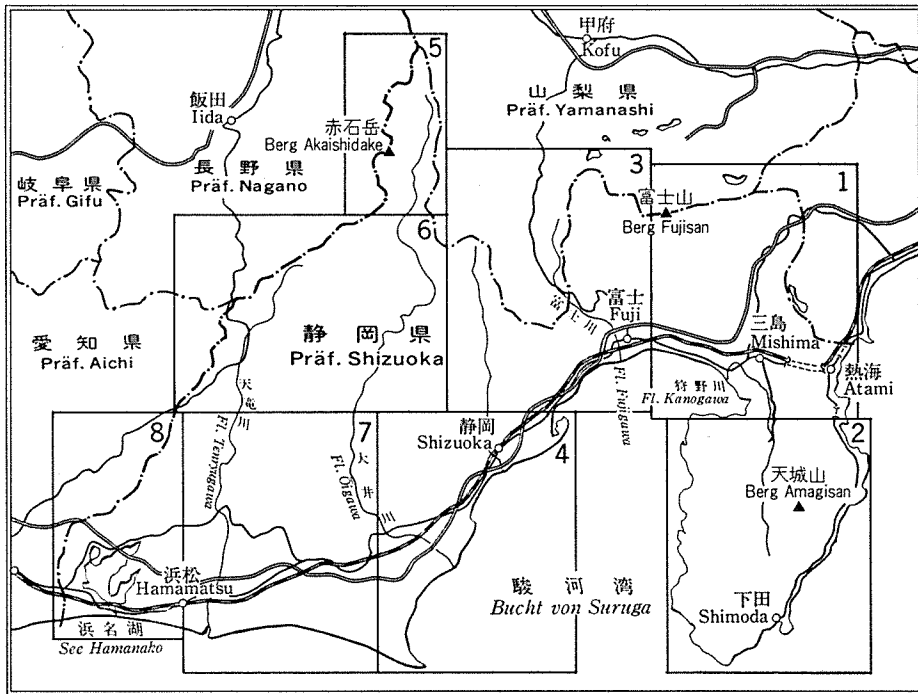 甲府
Kofu
5
飯田
Iida
山梨県
Präf. Yamanashi
赤石岳
Berg Akaishidake
長野県
Präf. Nagano
岐阜県
Präf. Gifu
3
1
富士山
Berg Fujisan
6
富士川
富士
Fuji
三島
Mishima
静岡県
Präf. Shizuoka
愛知県
Präf. Aichi
熱海
Atami
狩野川
Fl. Kanogawa
Fl. Fujigawa
天竜川
Fl. Tenryugawa
8
7
静岡
Shizuoka
4
2
大井川
Fl. Oigawa
天城山
Berg Amagisan
浜松
Hamamatsu
駿河湾
Bucht von Suruga
下田
Shimoda
浜名湖
See Hamanako